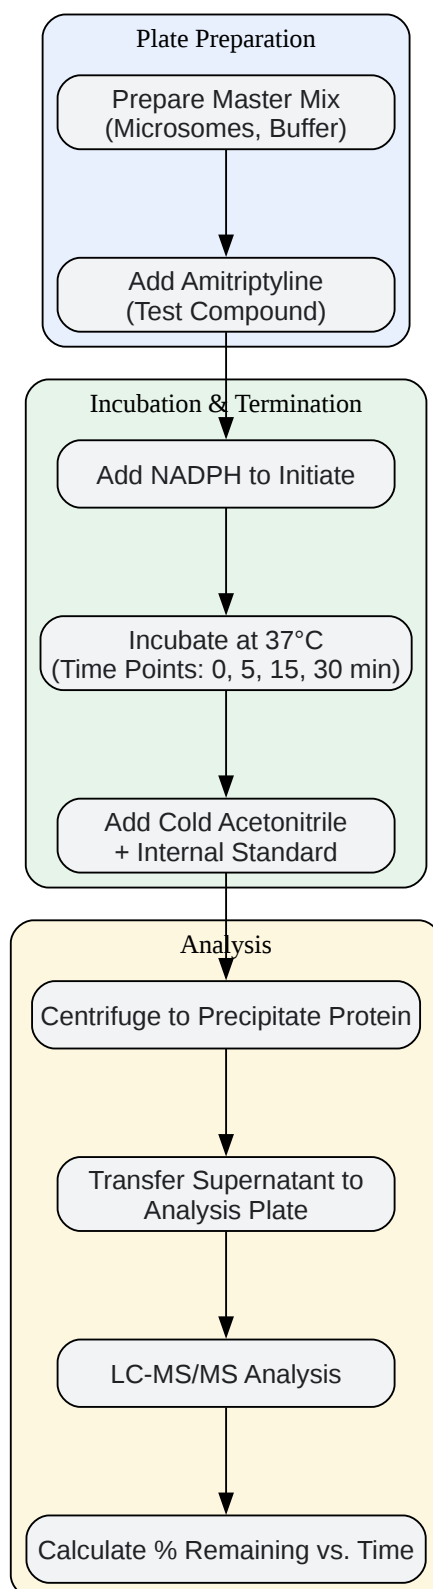 Plate Preparation
Prepare Master Mix
(Microsomes, Buffer)
Add Amitriptyline
(Test Compound)
Incubation & Termination
Add NADPH to Initiate
Incubate at 37°C
(Time Points: 0, 5, 15, 30 min)
Add Cold Acetonitrile
+ Internal Standard
Analysis
Centrifuge to Precipitate Protein
Transfer Supernatant to
Analysis Plate
LC-MS/MS Analysis
Calculate % Remaining vs. Time